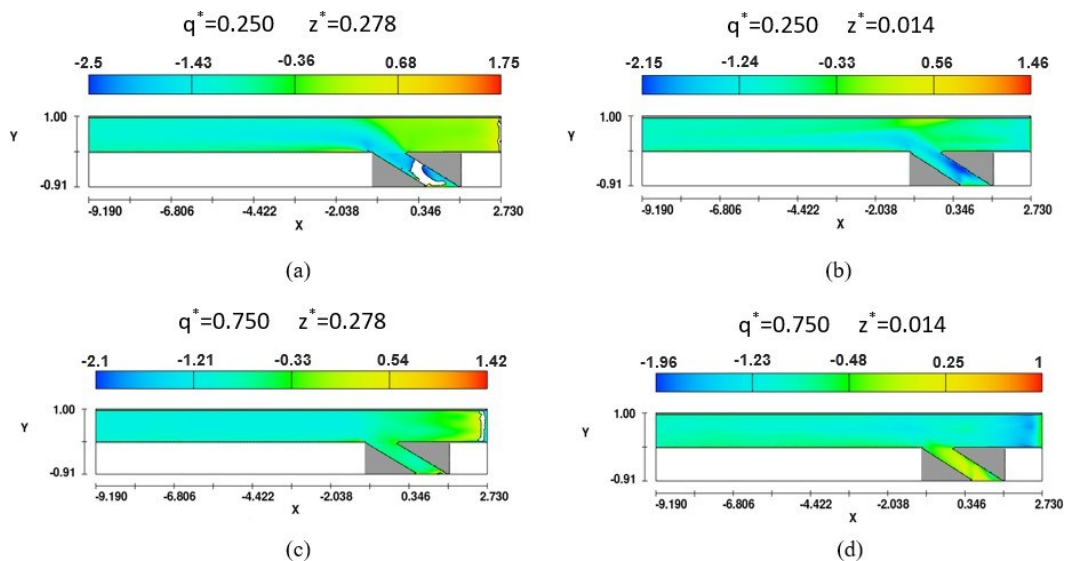 q*=0.250 z*=0.278
-2.5 -1.43 -0.36 0.68 1.75
Y
1.00
-0.91
-9.190 -6.806 -4.422 -2.038 0.346 2.730
X
(a)
q*=0.250 z*=0.014
-2.15 -1.24 -0.33 0.56 1.46
Y
1.00
-0.91
-9.190 -6.806 -4.422 -2.038 0.346 2.730
X
(b)
q*=0.750 z*=0.278
-2.1 -1.21 -0.33 0.54 1.42
Y
1.00
-0.91
-9.190 -6.806 -4.422 -2.038 0.346 2.730
X
(c)
q*=0.750 z*=0.014
-1.96 -1.23 -0.48 0.25 1
Y
1.00
-0.91
-9.190 -6.806 -4.422 -2.038 0.346 2.730
X
(d)